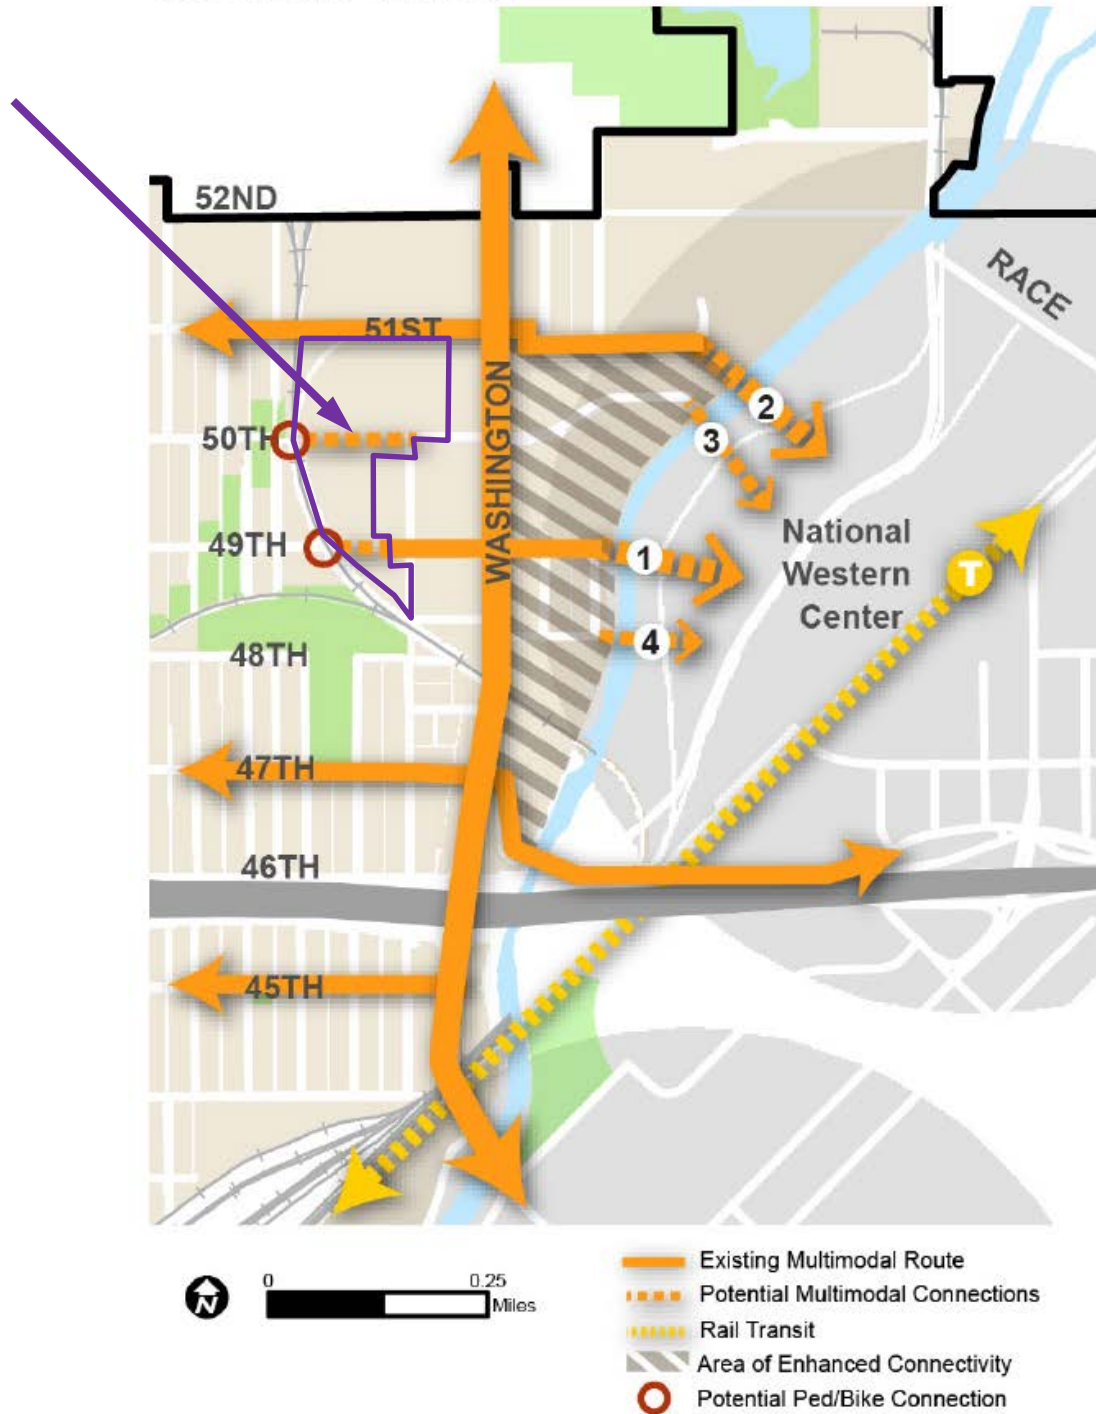 52ND
RACE
51ST
WASHINGTON
2
50TH
3
49TH
1
National
Western
Center
T
4
48TH
47TH
46TH
45TH
N
0 0.25
Miles
Existing Multimodal Route
Potential Multimodal Connections
Rail Transit
Area of Enhanced Connectivity
Potential Ped/Bike Connection